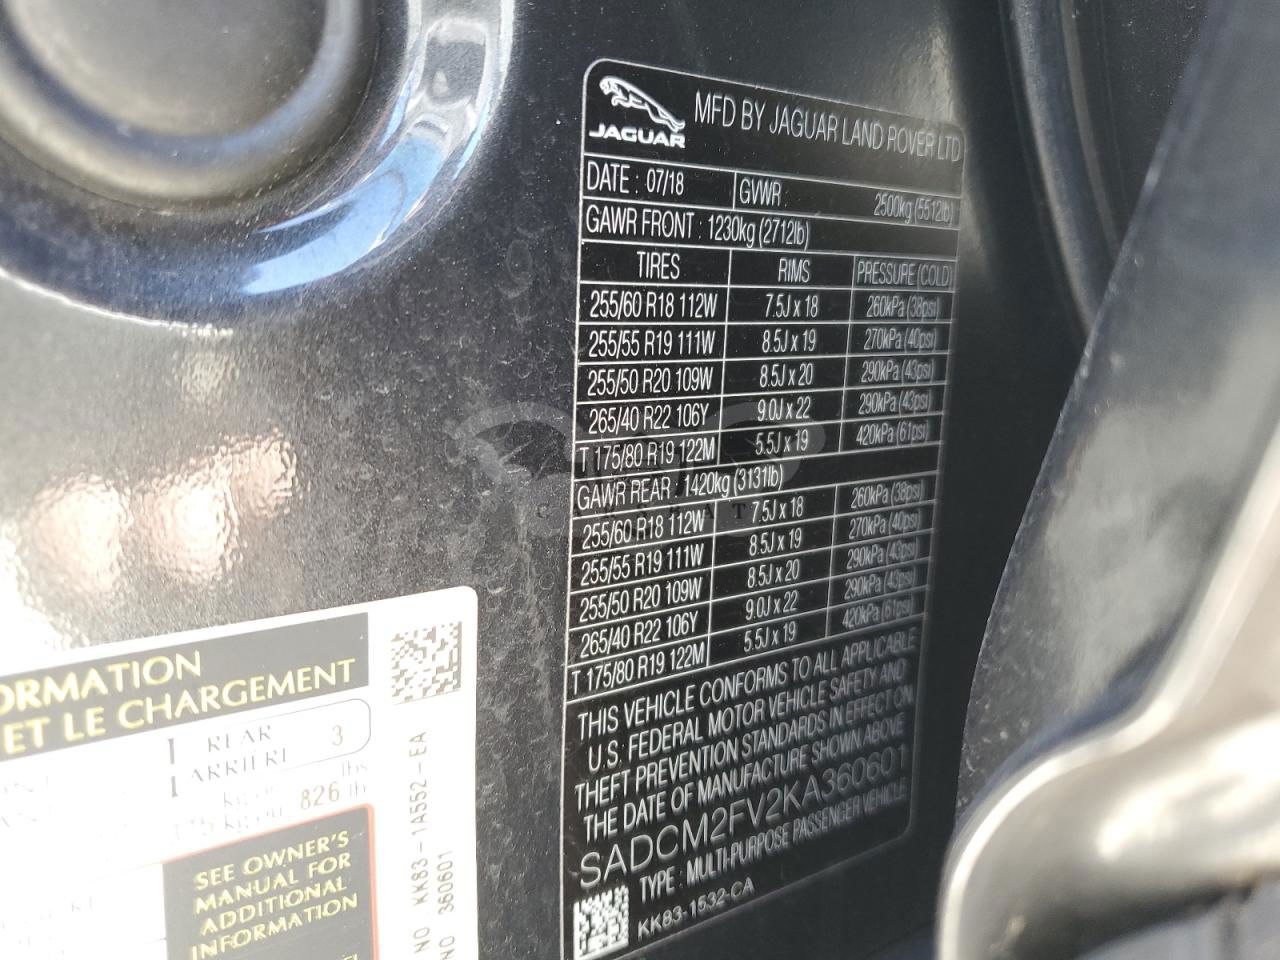 JAGUAR
MFD BY JAGUAR LAND ROVER LTD
DATE : 07/18 GVWR : 2500kg (5512lb)
GAWR FRONT : 1230kg (2712lb)
TIRES RIMS PRESSURE (COLD)
255/60 R18 112W 7.5J x 18 260kPa (38psi)
255/55 R19 111W 8.5J x 19 270kPa (40psi)
255/50 R20 109W 8.5J x 20 290kPa (43psi)
265/40 R22 106Y 9.0J x 22 290kPa (43psi)
T 175/80 R19 122M 5.5J x 19 420kPa (61psi)
GAWR REAR : 1420kg (3131lb)
255/60 R18 112W 7.5J x 18 260kPa (38psi)
255/55 R19 111W 8.5J x 19 270kPa (40psi)
255/50 R20 109W 8.5J x 20 290kPa (43psi)
265/40 R22 106Y 9.0J x 22 290kPa (43psi)
T 175/80 R19 122M 5.5J x 19 420kPa (61psi)
THIS VEHICLE CONFORMS TO ALL APPLICABLE
U.S. FEDERAL MOTOR VEHICLE SAFETY AND
THEFT PREVENTION STANDARDS IN EFFECT ON
THE DATE OF MANUFACTURE SHOWN ABOVE
SADCM2FV2KA360601
TYPE : MULTI-PURPOSE PASSENGER VEHICLE
KK83-1532-CA
ORMATION
ET LE CHARGEMENT
REAR 3
ARRIÈRE
826 lb
SEE OWNER'S
MANUAL FOR
ADDITIONAL
INFORMATION
NO . KK83-1A552-EA
NO 360601